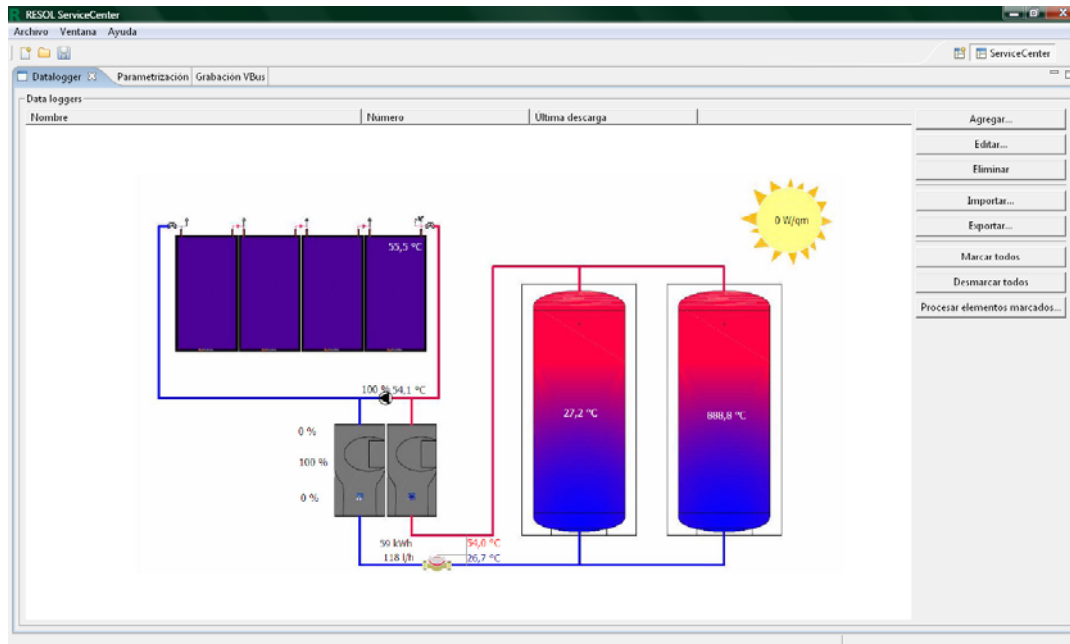 RESOL ServiceCenter
Archivo Ventana Ayuda
ServiceCenter
Datalogger Parametrización Grabación VBus
Data loggers
Nombre Número Última descarga
Agregar...
Editar...
Eliminar
Importar...
Exportar...
Marcar todos
Desmarcar todos
Procesar elementos marcados...
0 W/qm
55,5 °C
100 % 54,1 °C
27,2 °C
888,8 °C
0 %
100 %
0 %
59 kWh 54,0 °C
118 l/h 26,7 °C